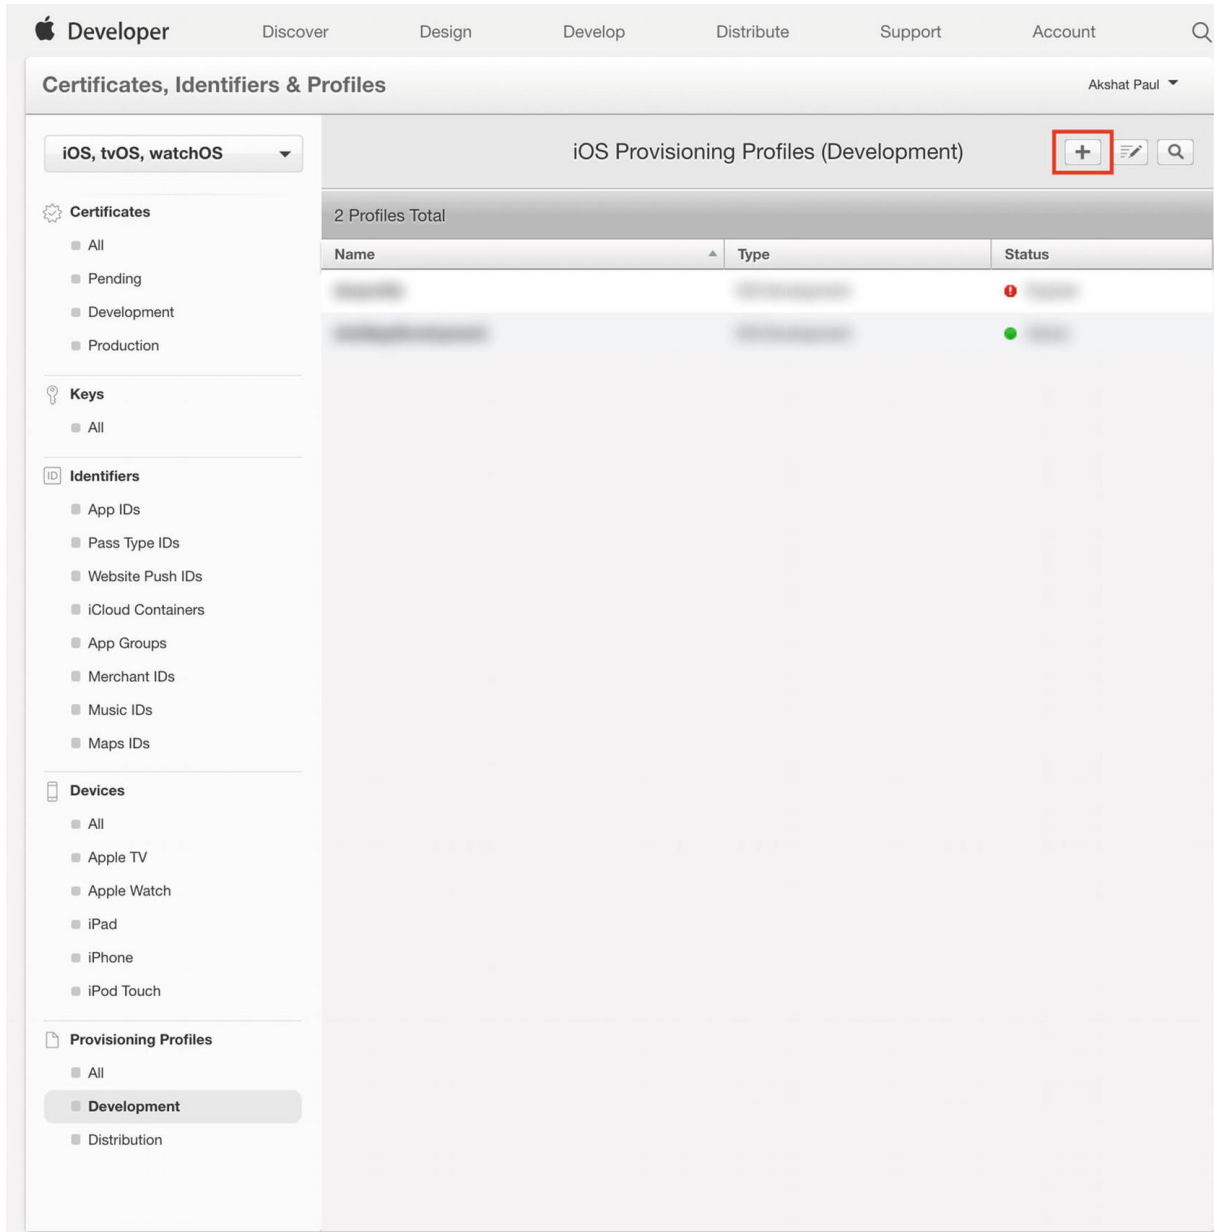 Developer Discover Design Develop Distribute Support Account
Certificates, Identifiers & Profiles
Akshat Paul
iOS, tvOS, watchOS
iOS Provisioning Profiles (Development)
Certificates
All
Pending
Development
Production
Keys
All
ID Identifiers
App IDs
Pass Type IDs
Website Push IDs
iCloud Containers
App Groups
Merchant IDs
Music IDs
Maps IDs
Devices
All
Apple TV
Apple Watch
iPad
iPhone
iPod Touch
Provisioning Profiles
All
Development
Distribution
2 Profiles Total
Name Type Status